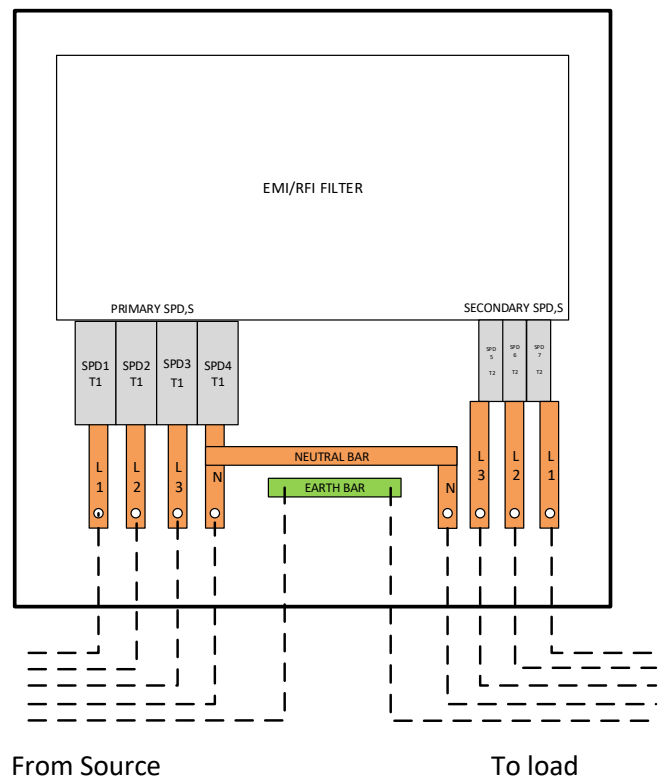 EMI/RFI FILTER
PRIMARY SPD,S
SECONDARY SPD,S
SPD1
T1
SPD2
T1
SPD3
T1
SPD4
T1
SPD
5
T2
SPD
6
T2
SPD
7
T2
L
1
L
2
L
3
N
NEUTRAL BAR
EARTH BAR
N
L
3
L
2
L
1
From Source
To load